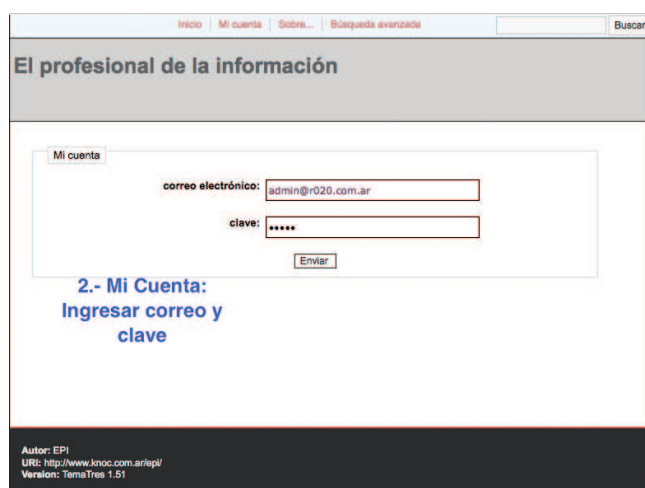 Inicio | Mi cuenta | Sobre... | Búsqueda avanzada Buscar
El profesional de la información
Mi cuenta
correo electrónico: admin@r020.com.ar
clave: •••••
Enviar
2.- Mi Cuenta:
Ingresar correo y
clave
Autor: EPI
URI: http://www.knoc.com.ar/epi/
Version: TemaTres 1.51